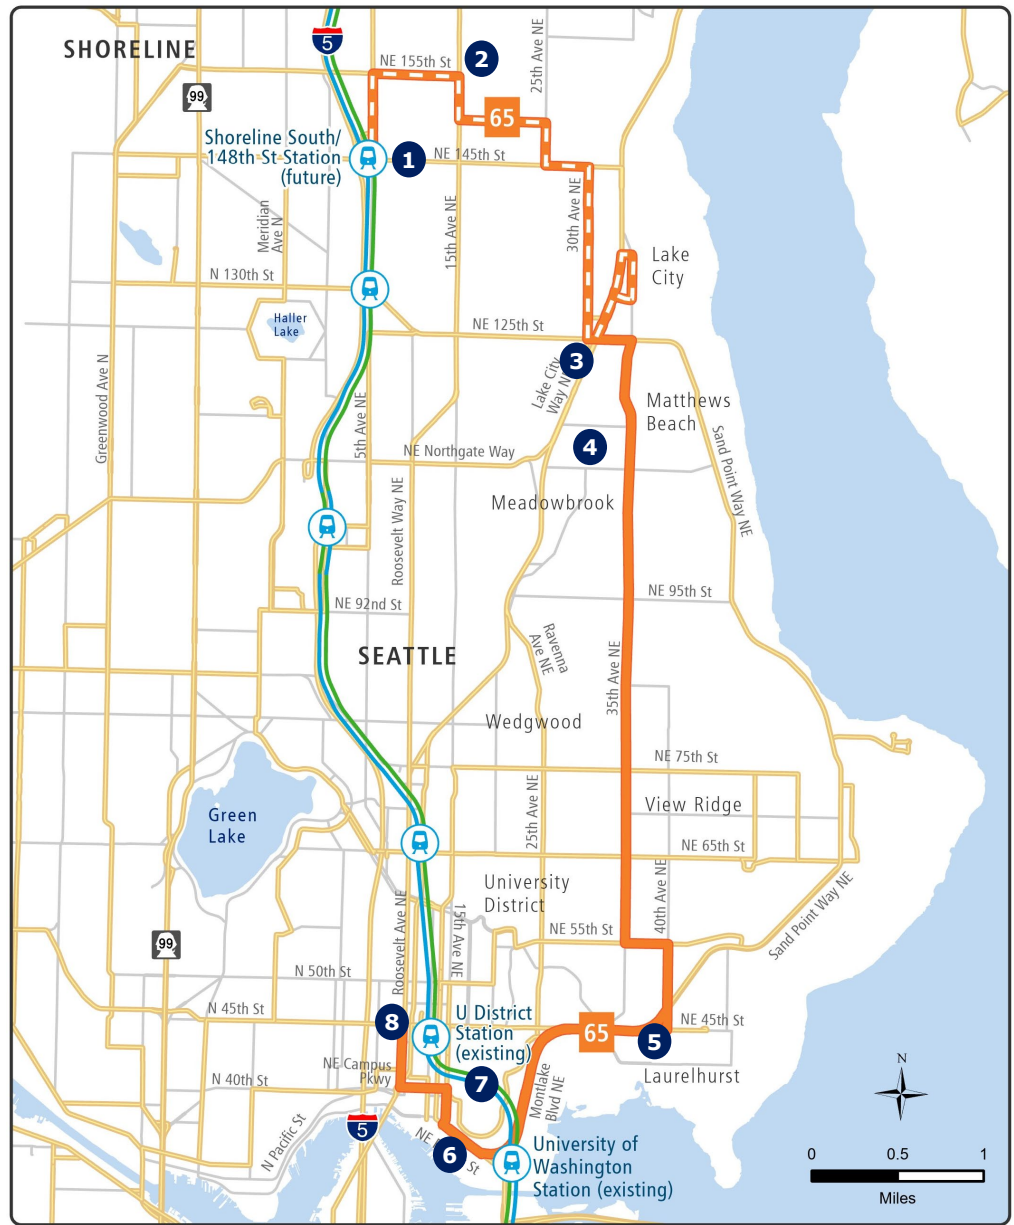 SHORELINE
5
NE 155th St
2
25th Ave NE
99
65
Shoreline South/
148th St Station
(future)
1
NE 145th St
Meridian
Ave N
15th Ave NE
30th Ave NE
Lake
City
N 130th St
Haller
Lake
NE 125th St
3
Lake City
Way NE
Greenwood Ave N
5th Ave NE
Matthews
Beach
4
NE Northgate Way
Sand Point Way NE
Meadowbrook
Roosevelt Way NE
NE 92nd St
NE 95th St
SEATTLE
Ravenna
Ave NE
35th Ave NE
Wedgwood
NE 75th St
Green
Lake
25th Ave NE
View Ridge
NE 65th St
University
District
40th Ave NE
Sand Point Way NE
Roosevelt Ave NE
15th Ave NE
NE 55th St
99
N 50th St
N 45th St
8
U District
Station
(existing)
65
5
NE 45th St
NE Campus
Pkwy
N 40th St
7
Montlake
Blvd NE
Laurelhurst
N
5
N Pacific St
NE
6
St
University of
Washington
Station (existing)
0
0.5
1
Miles